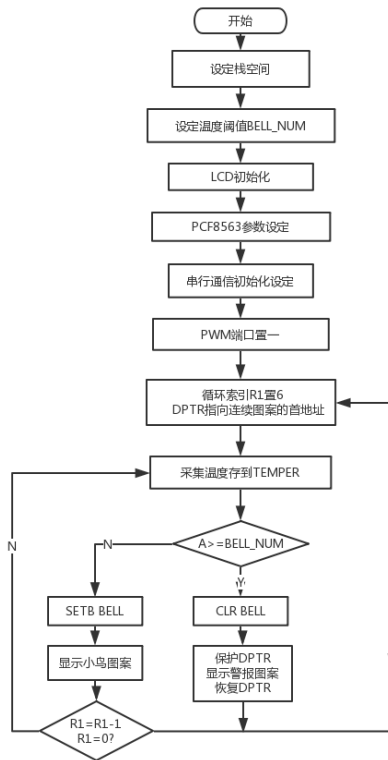 开始
设定栈空间
设定温度阈值BELL_NUM
LCD初始化
PCF8563参数设定
串行通信初始化设定
PWM端口置一
循环索引R1置6
DPTR指向连续图案的首地址
采集温度存到TEMPER
A>=BELL_NUM
N
N
Y
SETB BELL
CLR BELL
显示小鸟图案
保护DPTR
显示警报图案
恢复DPTR
R1=R1-1
R1=0?